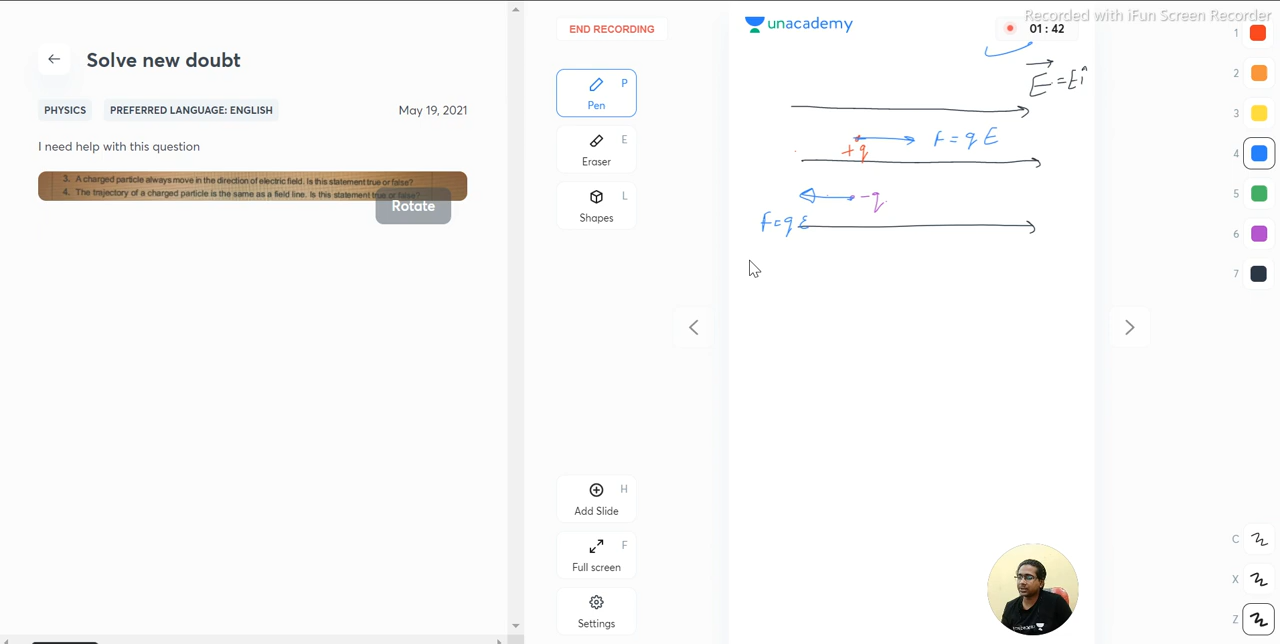 Recorded with iFun Screen Recorder
Solve new doubt
PHYSICS
PREFERRED LANGUAGE: ENGLISH
May 19, 2021
I need help with this question
3. A charged particle always move in the direction of electric field. Is this statement true or false?
4. The trajectory of a charged particle is the same as a field line. Is this statement true or false?
Rotate
END RECORDING
P
Pen
E
Eraser
L
Shapes
H
Add Slide
F
Full screen
Settings
unacademy
01 : 42
E = E i
+q
F = q E
-q
F = q E
1
2
3
4
5
6
7
C
X
Z